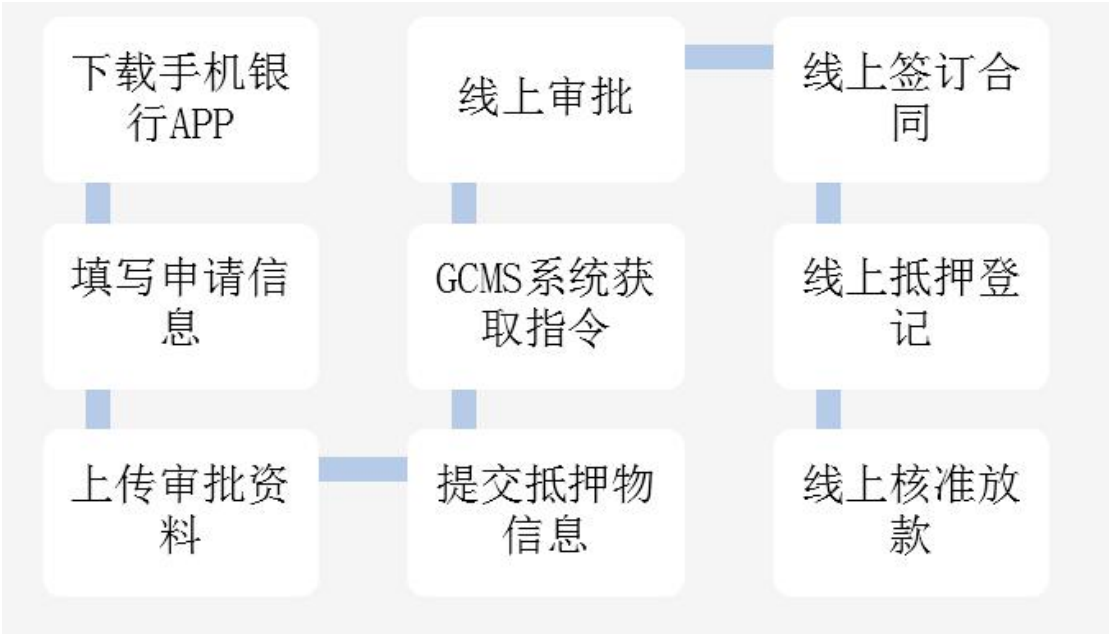 下载手机银
行APP
填写申请信
息
上传审批资
料
提交抵押物
信息
GCMS系统获
取指令
线上审批
线上签订合
同
线上抵押登
记
线上核准放
款